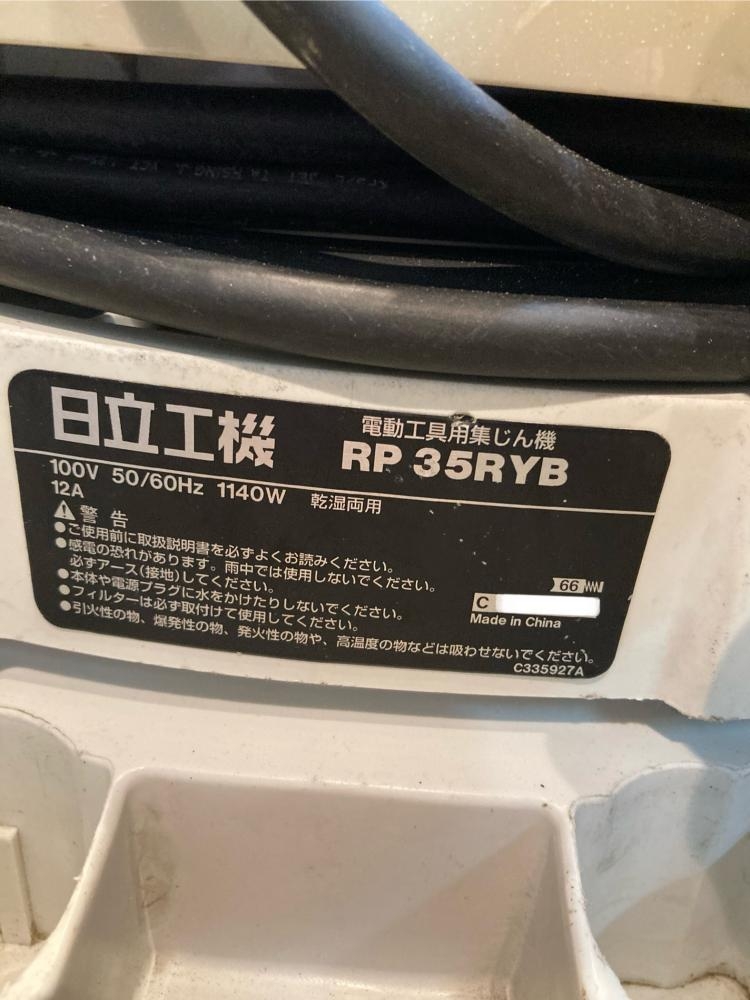 日立工機
電動工具用集じん機
RP 35RYB
100V 50/60Hz 1140W 乾湿両用
12A
警告
●ご使用前に取扱説明書を必ずよくお読みください。
●感電の恐れがあります。雨中では使用しないでください。
必ずアース(接地)してください。
●本体や電源プラグに水をかけたりしないでください。
●フィルターは必ず取付けて使用してください。
●引火性の物、爆発性の物、発火性の物や、高温度の物などは吸わせないでください。
66
C
Made in China
C335927A